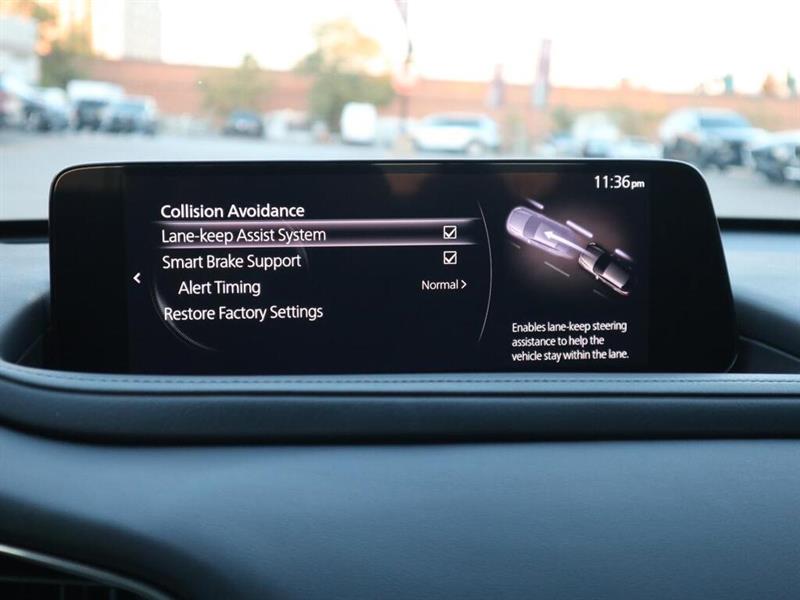 11:36pm
Collision Avoidance
Lane-keep Assist System
Smart Brake Support
Alert Timing Normal
Restore Factory Settings
Enables lane-keep steering
assistance to help the
vehicle stay within the lane.